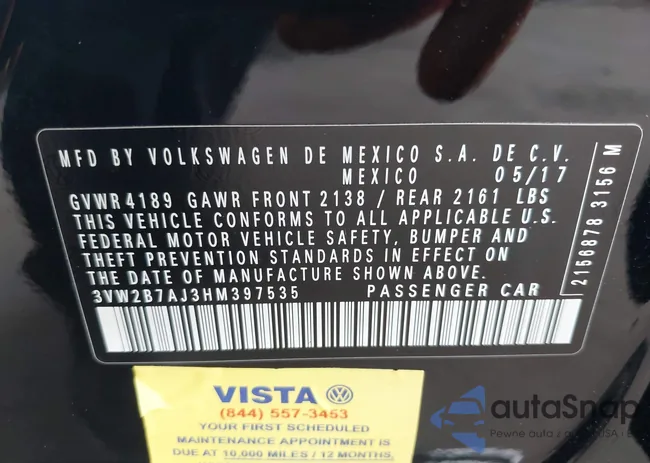 MFD BY VOLKSWAGEN DE MEXICO S.A. DE C.V.
MEXICO 05/17
GVWR 4189 GAWR FRONT 2138 / REAR 2161 LBS
THIS VEHICLE CONFORMS TO ALL APPLICABLE U.S.
FEDERAL MOTOR VEHICLE SAFETY, BUMPER AND
THEFT PREVENTION STANDARDS IN EFFECT ON
THE DATE OF MANUFACTURE SHOWN ABOVE.
3VW2B7AJ3HM397535 PASSENGER CAR
2156878 3156 M
VISTA
(844) 557-3453
YOUR FIRST SCHEDULED
MAINTENANCE APPOINTMENT IS
DUE AT 10,000 MILES / 12 MONTHS,
autaSnap
Pewne auta z